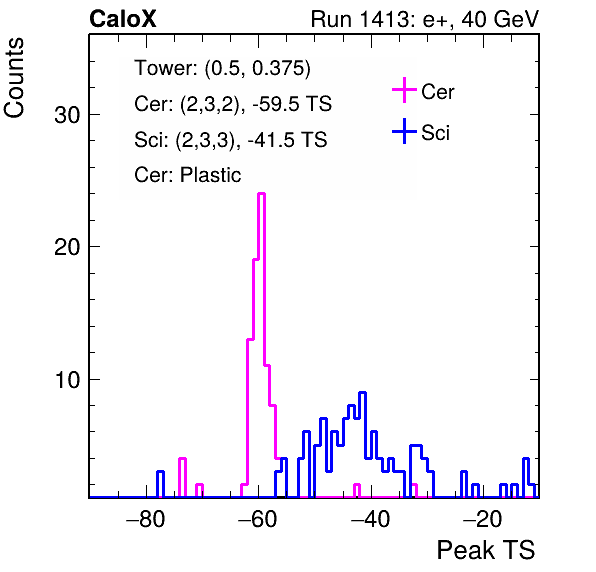 CaloX Run 1413: e+, 40 GeV
Counts
Tower: (0.5, 0.375)
Cer: (2,3,2), -59.5 TS
Sci: (2,3,3), -41.5 TS
Cer: Plastic
Cer
Sci
30
20
10
−80 −60 −40 −20
Peak TS